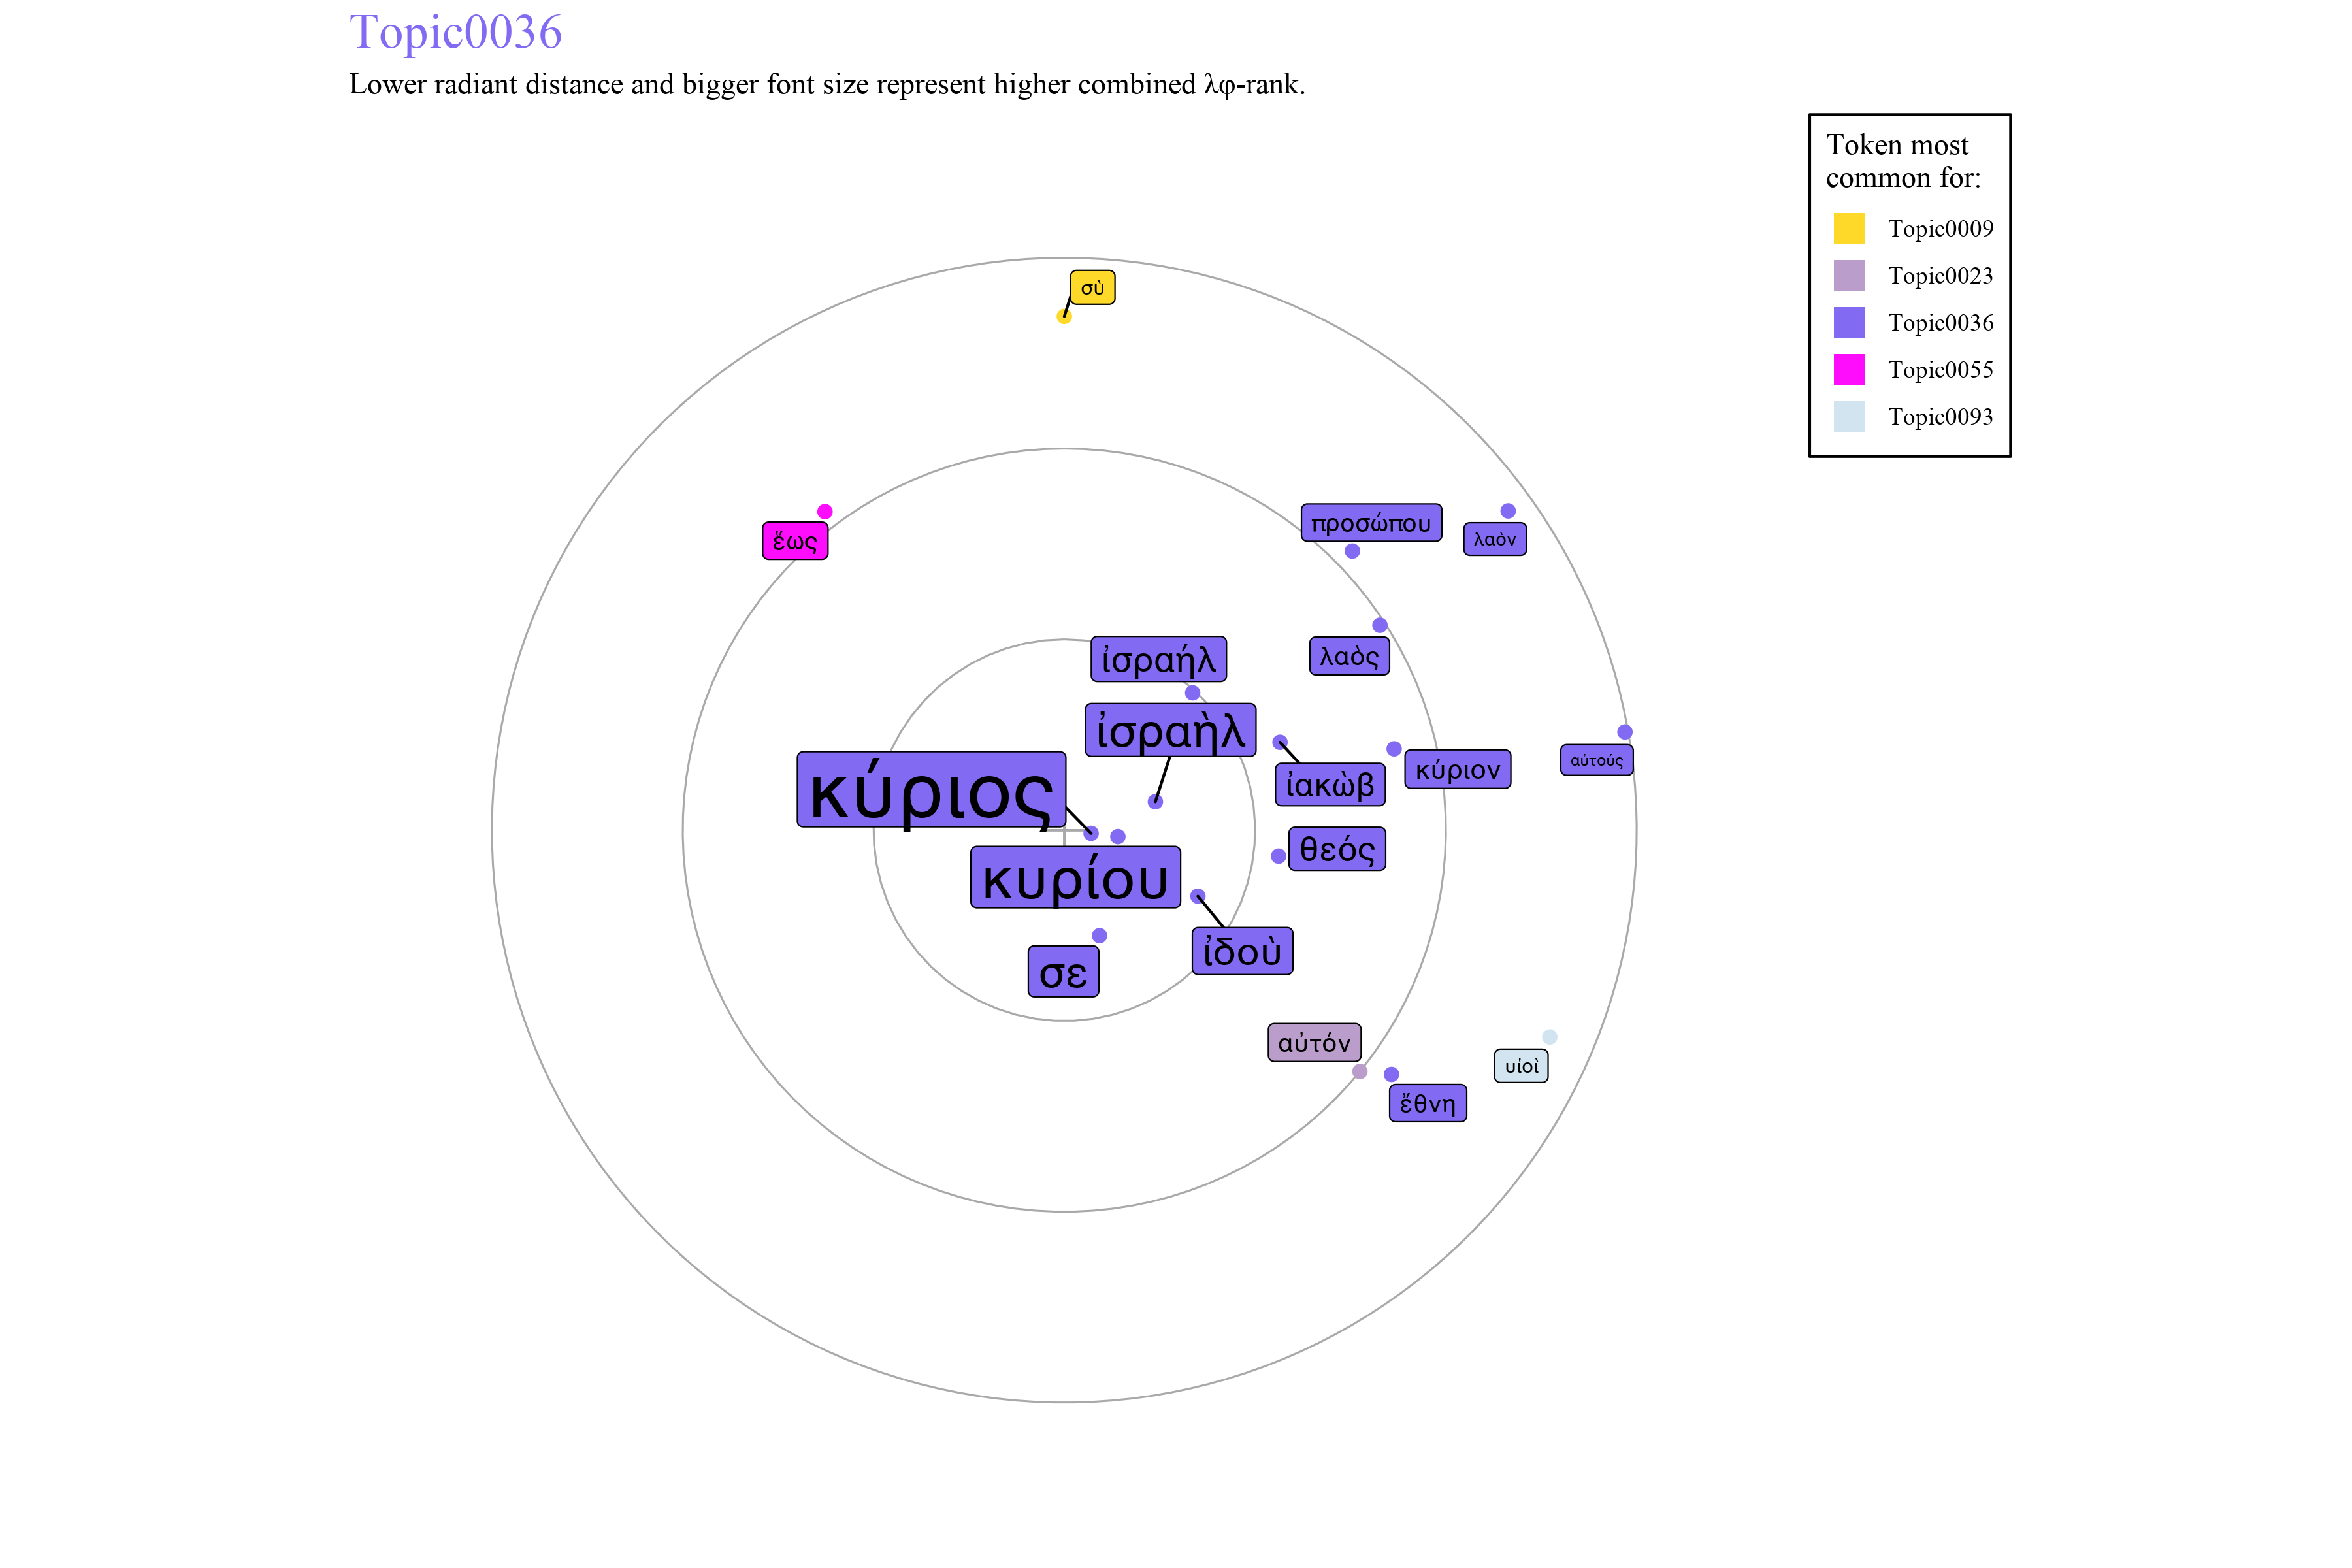 Topic0036
Lower radiant distance and bigger font size represent higher combined λφ-rank.
Token most
common for:
Topic0009
Topic0023
Topic0036
Topic0055
Topic0093
σὺ
ἕως
προσώπου
λαὸν
ἰσραήλ
λαὸς
ἰσραὴλ
κύριος
ἰακὼβ
κύριον
αὐτούς
θεός
κυρίου
ἰδοὺ
σε
αὐτόν
υἱοὶ
ἔθνη